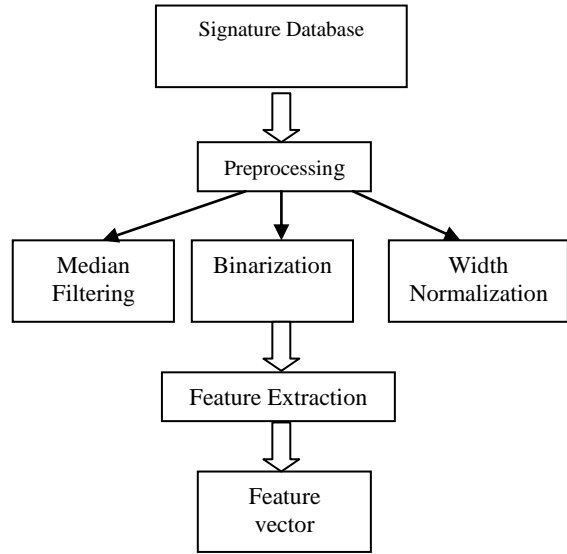 Signature Database
Preprocessing
Median
Filtering
Binarization
Width
Normalization
Feature Extraction
Feature
vector